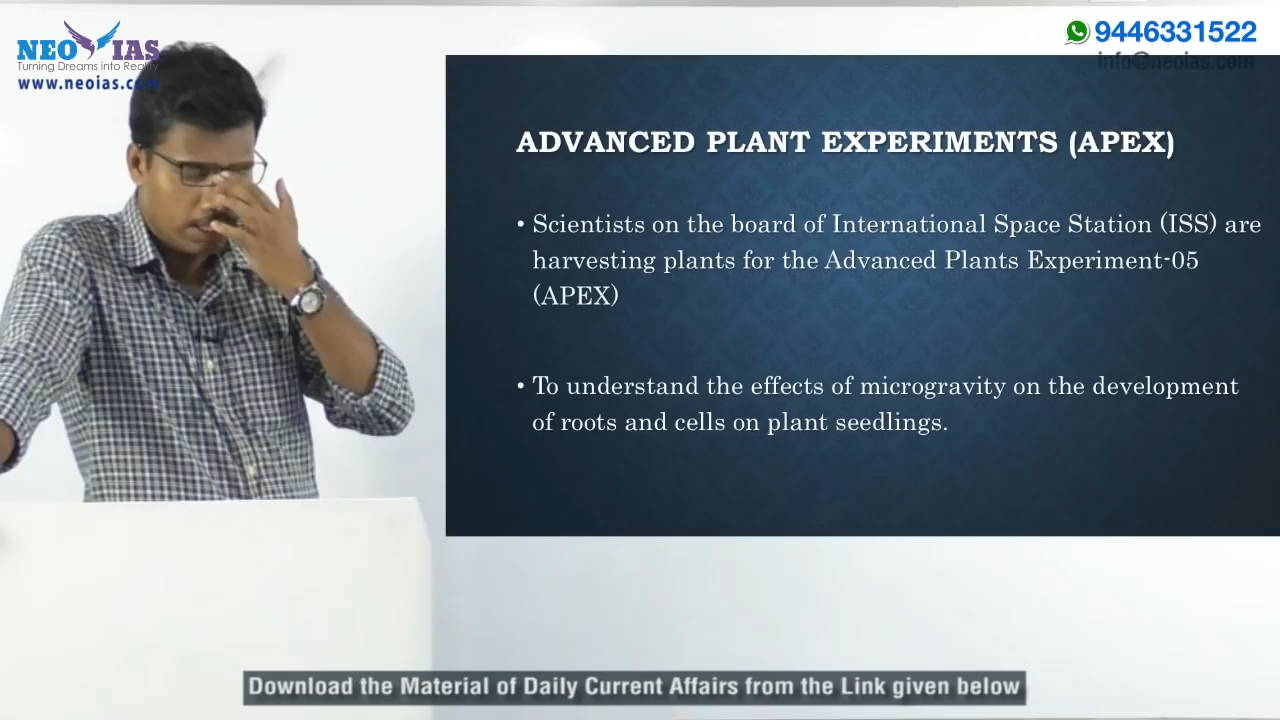 NEO IAS
Turning Dreams into Reality
www.neoias.com
9446331522
info@neoias.com
ADVANCED PLANT EXPERIMENTS (APEX)
• Scientists on the board of International Space Station (ISS) are
harvesting plants for the Advanced Plants Experiment-05
(APEX)
• To understand the effects of microgravity on the development
of roots and cells on plant seedlings.
Download the Material of Daily Current Affairs from the Link given below